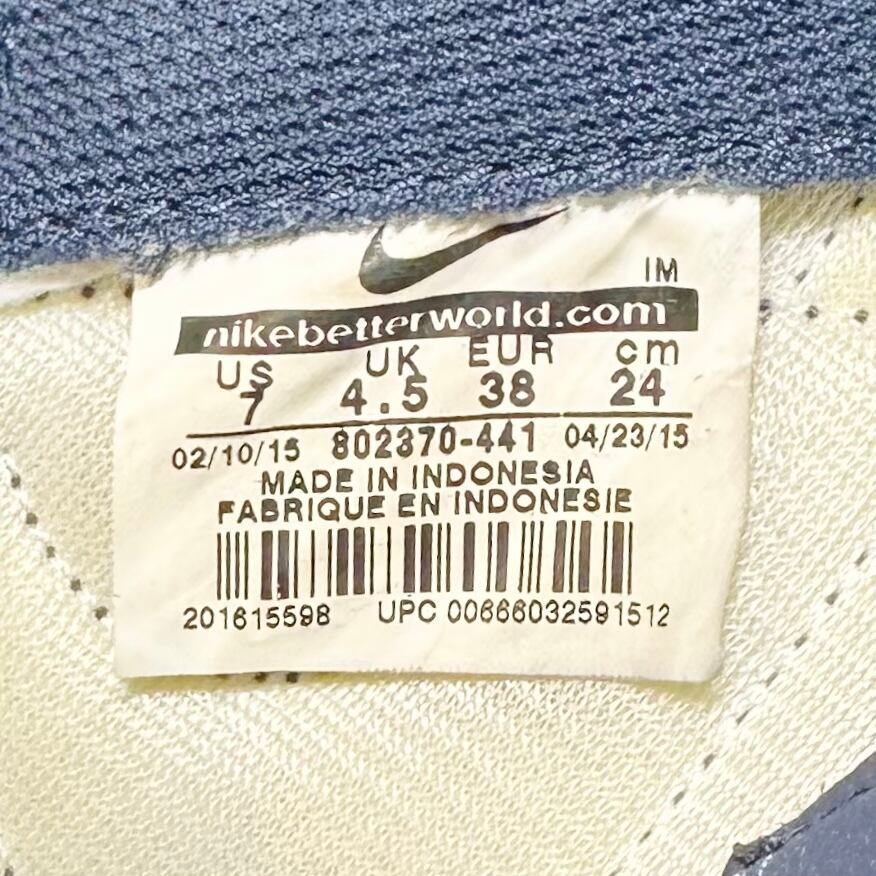 IM
nikebetterworld.com
US UK EUR cm
7 4.5 38 24
02/10/15 802370-441 04/23/15
MADE IN INDONESIA
FABRIQUE EN INDONESIE
201615598 UPC 00666032591512